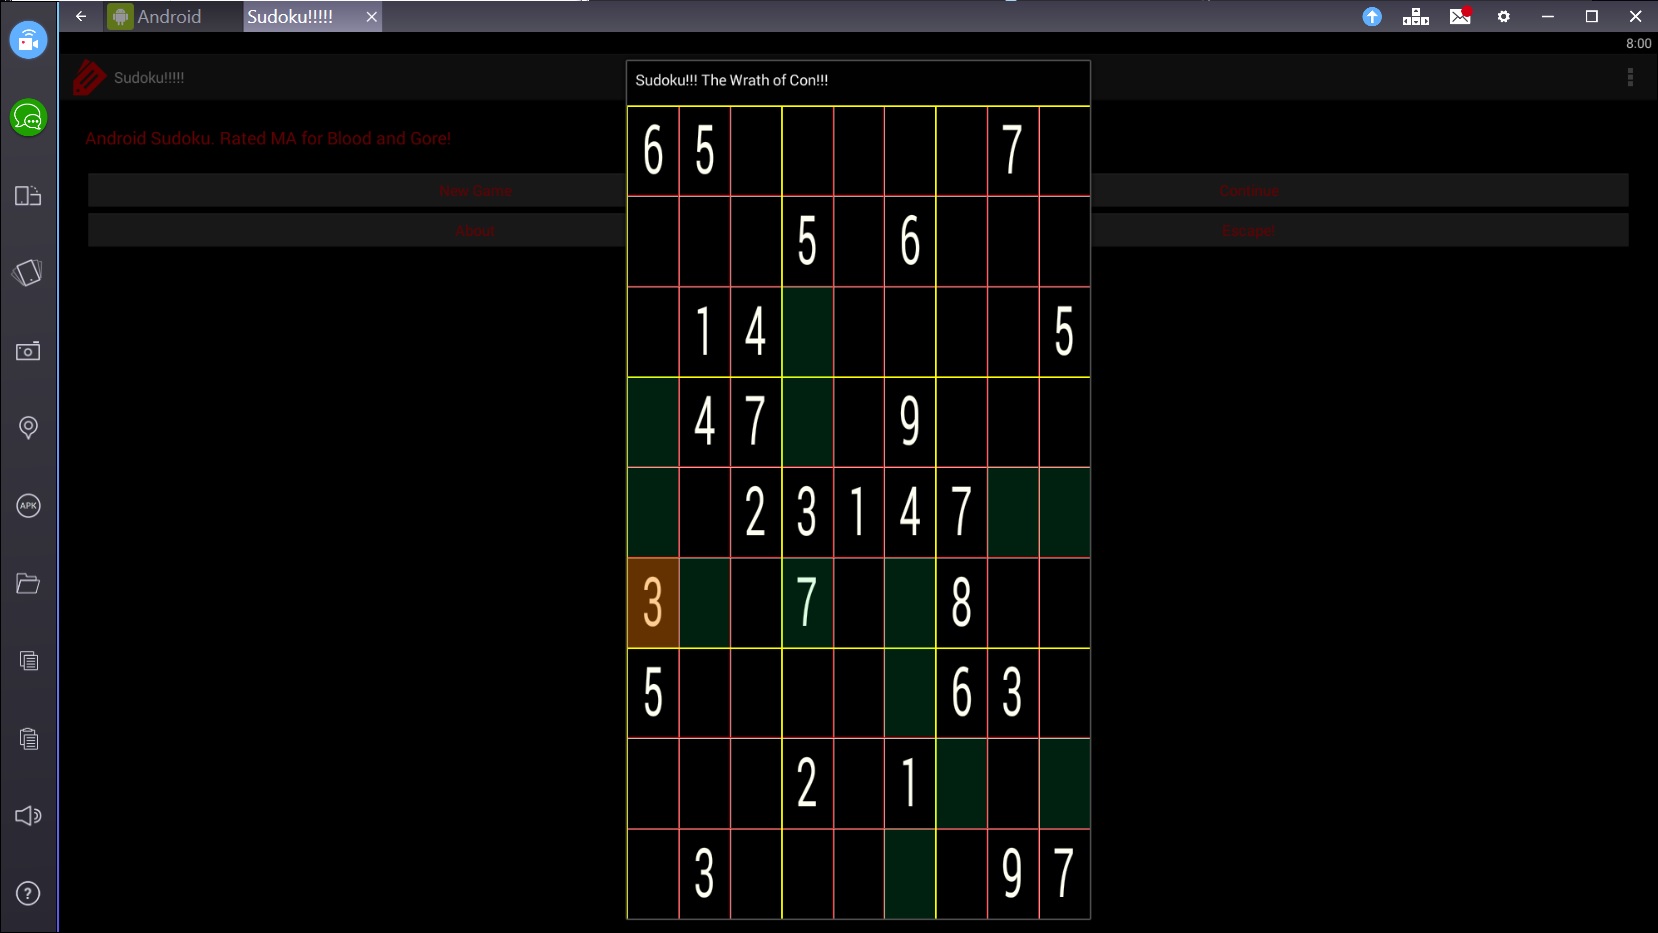 Android
Sudoku!!!!!
8:00
Sudoku!!!!!
Sudoku!!! The Wrath of Con!!!
Android Sudoku. Rated MA for Blood and Gore!
New Game
Continue
About
Escape!
6 5 7
5 6
1 4 5
4 7 9
2 3 1 4 7
3 7 8
5 6 3
2 1
3 9 7
APK
?